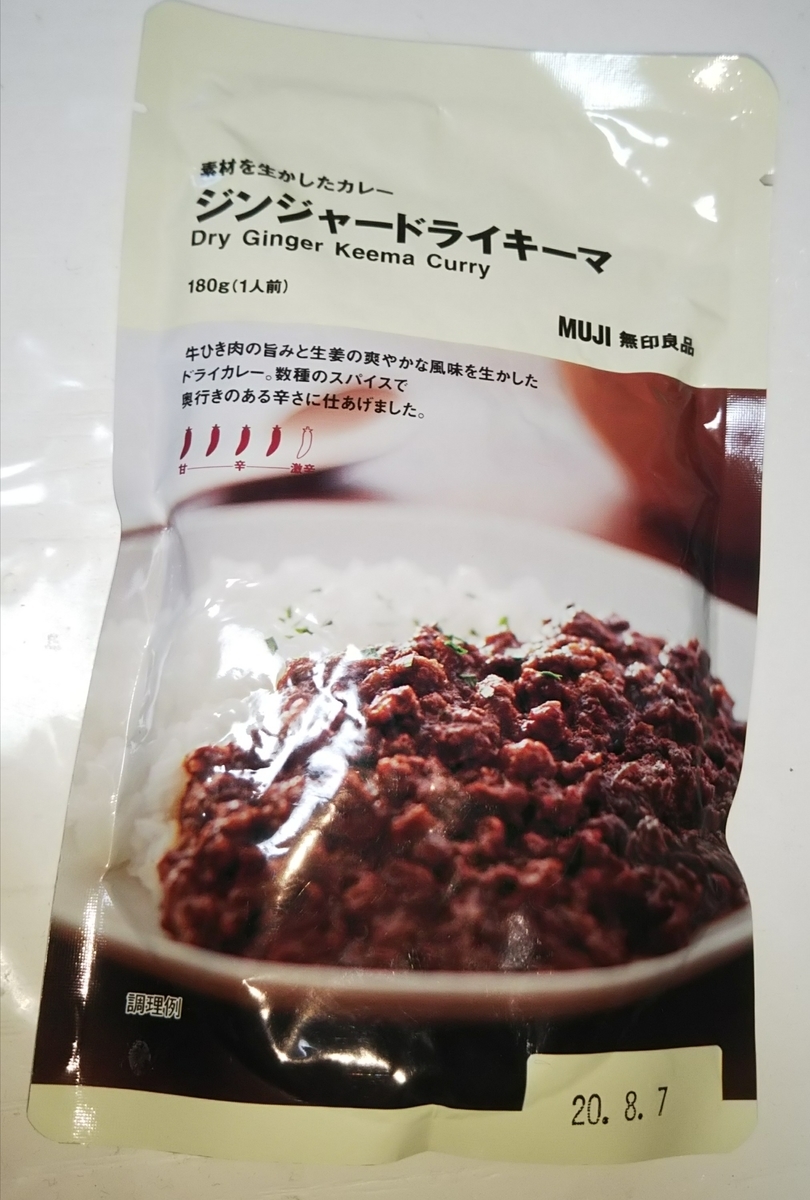 素材を生かしたカレー
ジンジャードライキーマ
Dry Ginger Keema Curry
180g(1人前)
MUJI 無印良品
牛ひき肉の旨みと生姜の爽やかな風味を生かした
ドライカレー。数種のスパイスで
奥行きのある辛さに仕あげました。
甘 辛 激辛
調理例
20. 8. 7